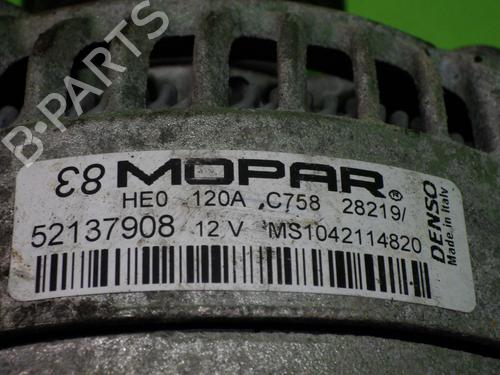 B-PARTS
83 MOPAR®
HE0 120A C758 28219/
52137908 12 V MS1042114820
DENSO
Made in Italy